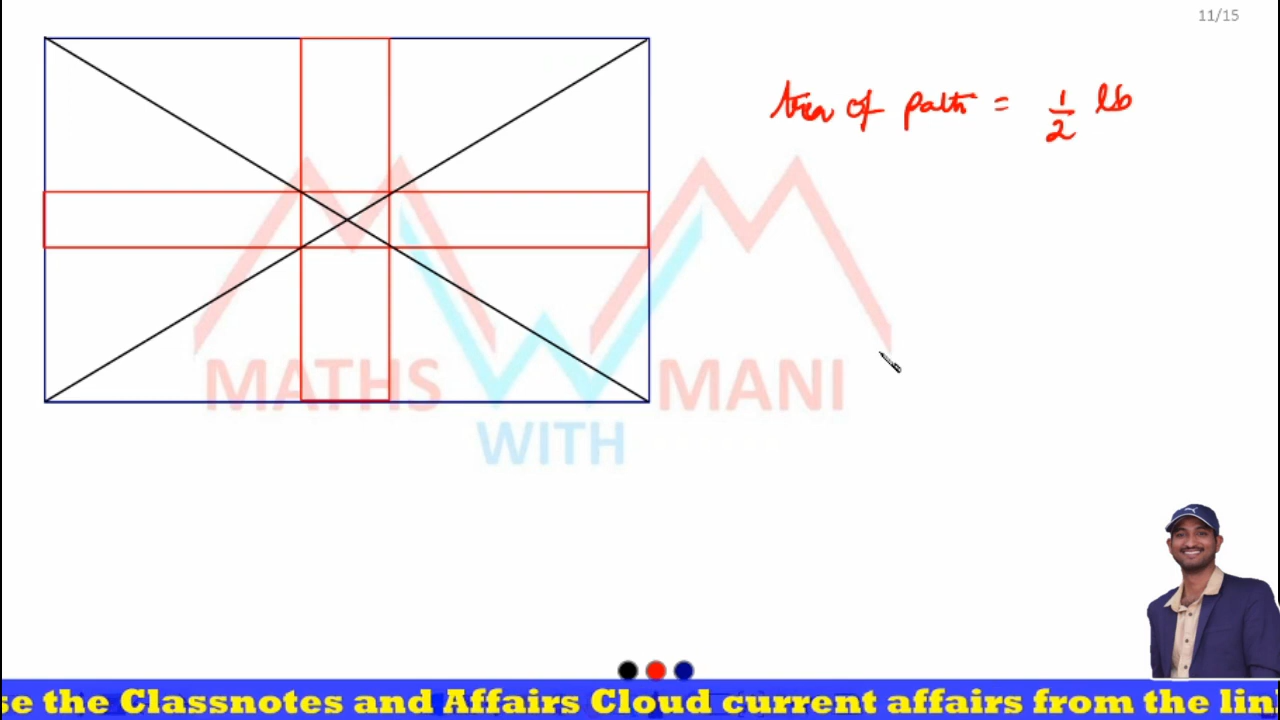 11/15
Area of path = 1/2 lb
MATHS MANI
WITH
se the Classnotes and Affairs Cloud current affairs from the lin